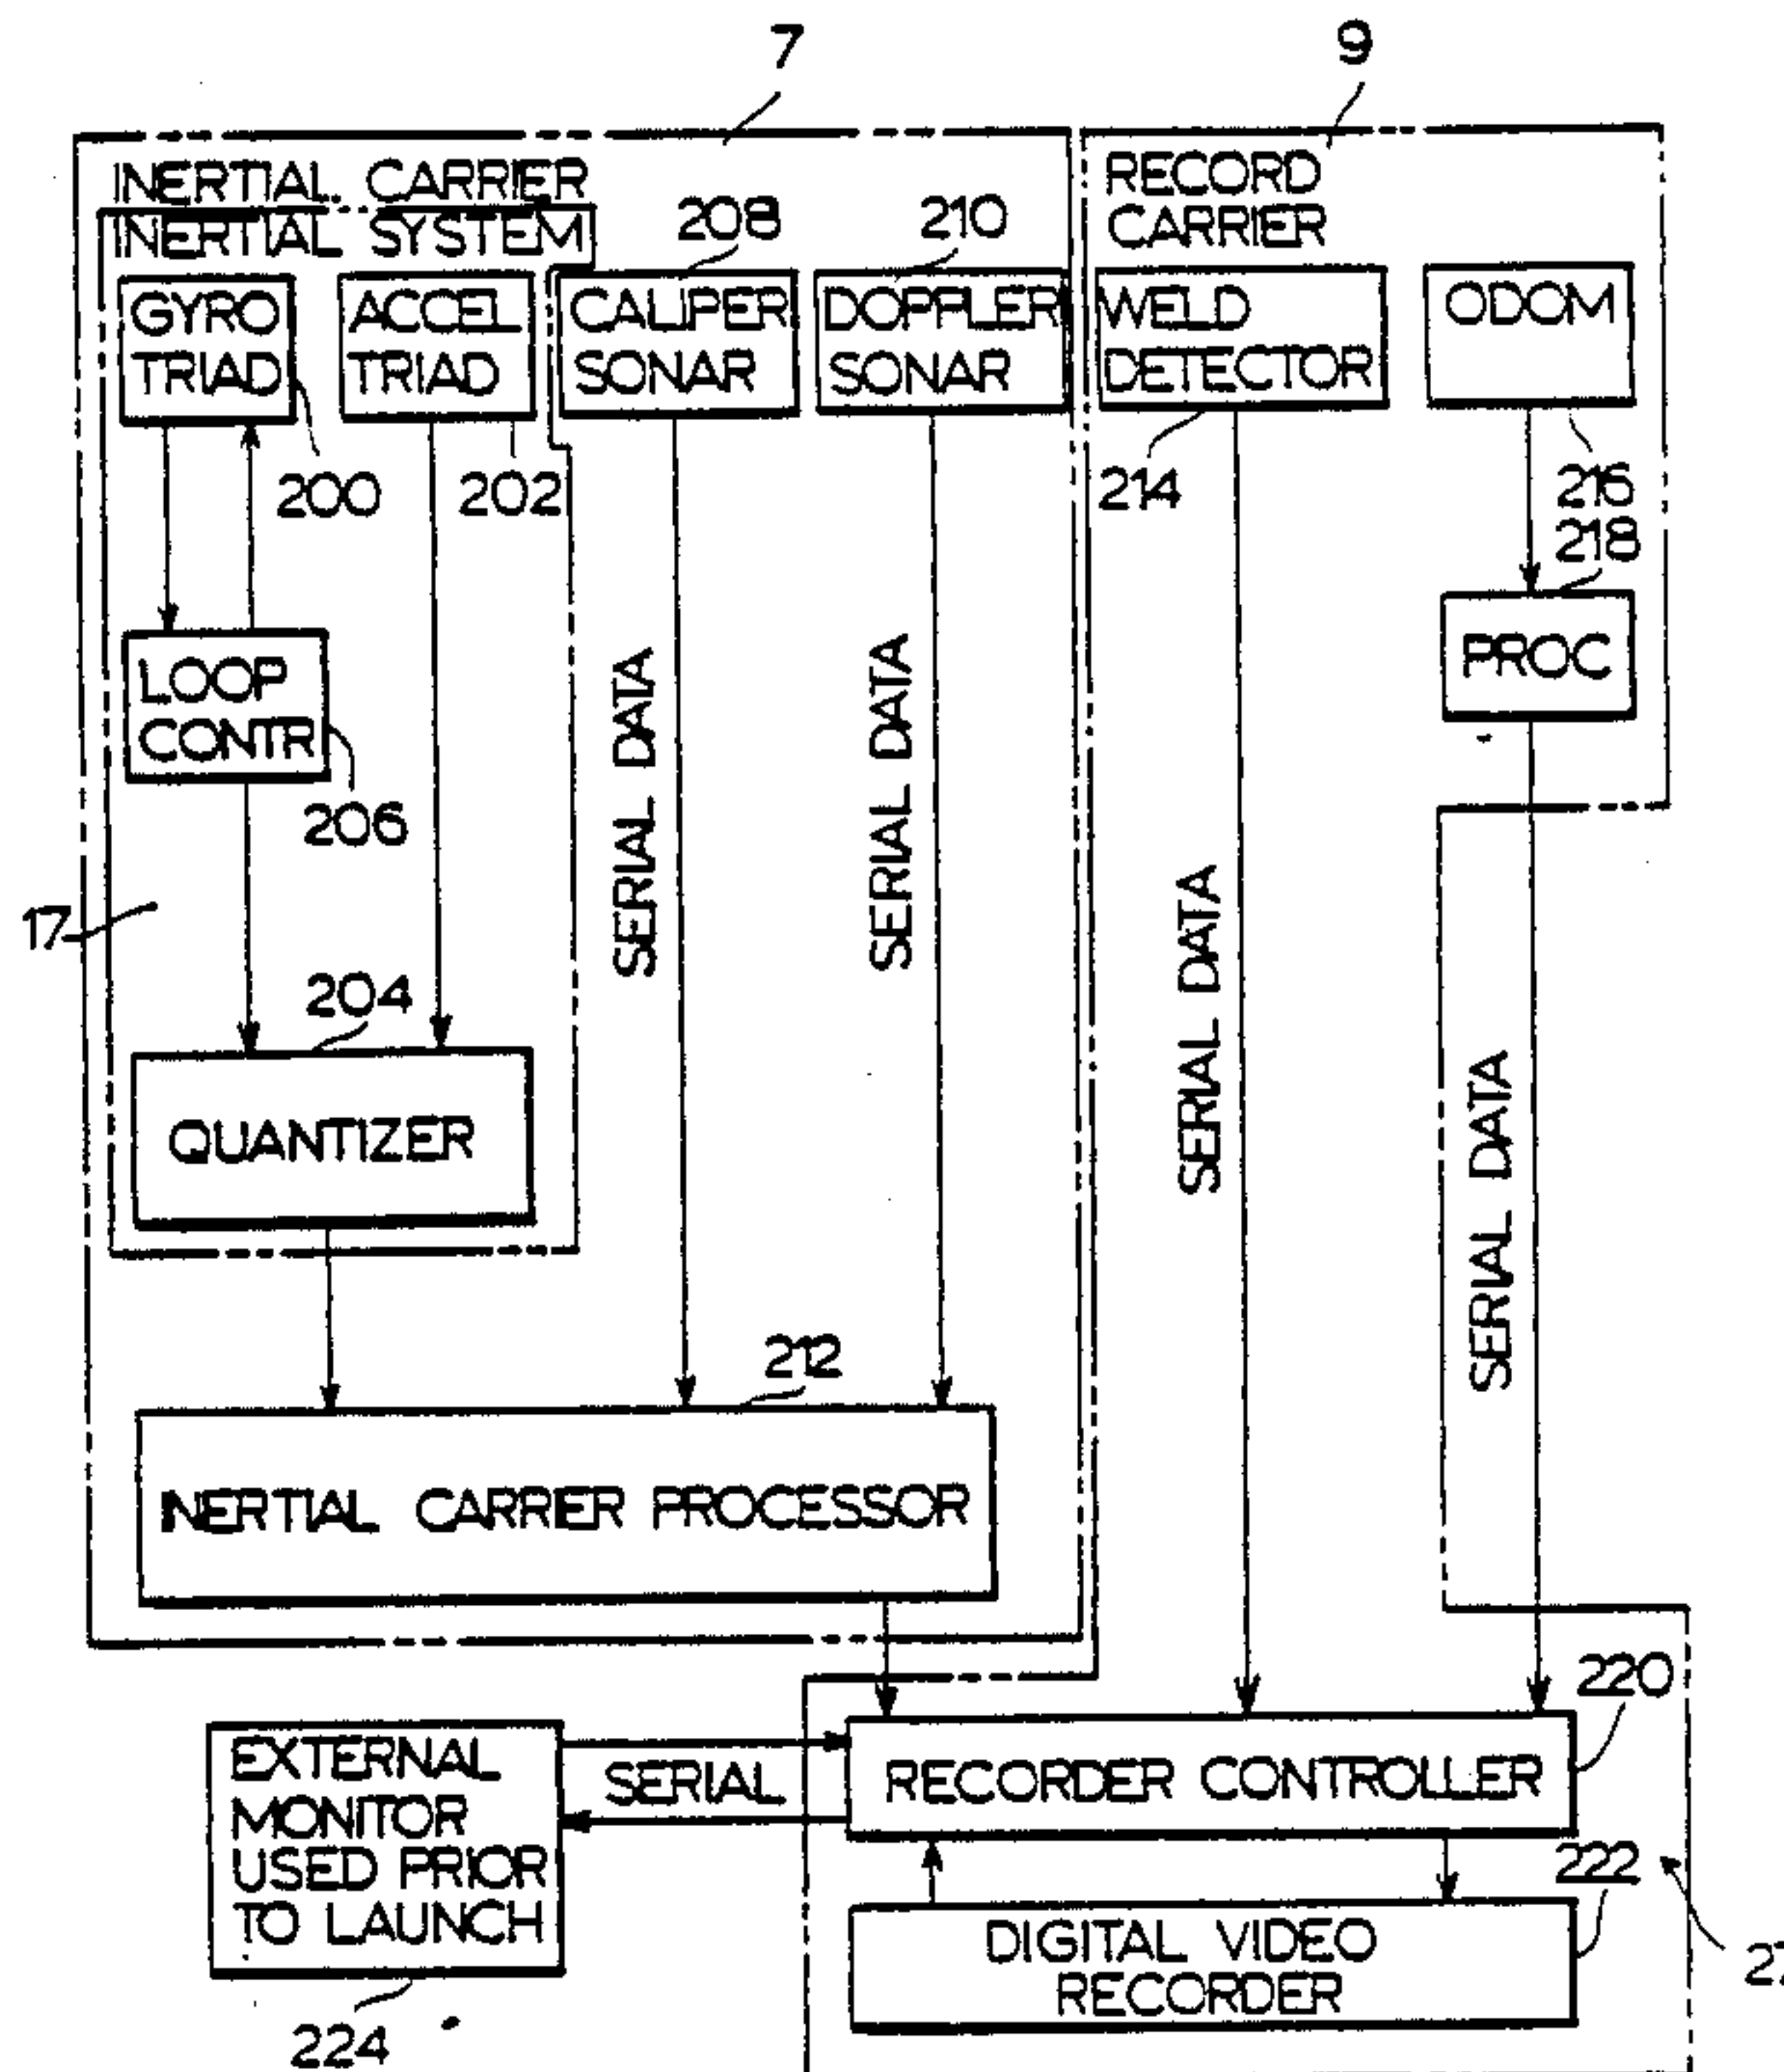 7
9
INERTIAL CARRIER
RECORD
CARRIER
INERTIAL SYSTEM
208
210
GYRO
TRIAD
ACCEL
TRIAD
CALIPER
SONAR
DOPPLER
SONAR
WELD
DETECTOR
ODOM
200
202
214
216
218
LOOP
CONTR
PROC
206
SERIAL DATA
SERIAL DATA
SERIAL DATA
SERIAL DATA
17
204
QUANTIZER
212
INERTIAL CARRIER PROCESSOR
220
EXTERNAL
MONITOR
USED PRIOR
TO LAUNCH
SERIAL
RECORDER CONTROLLER
222
DIGITAL VIDEO
RECORDER
224